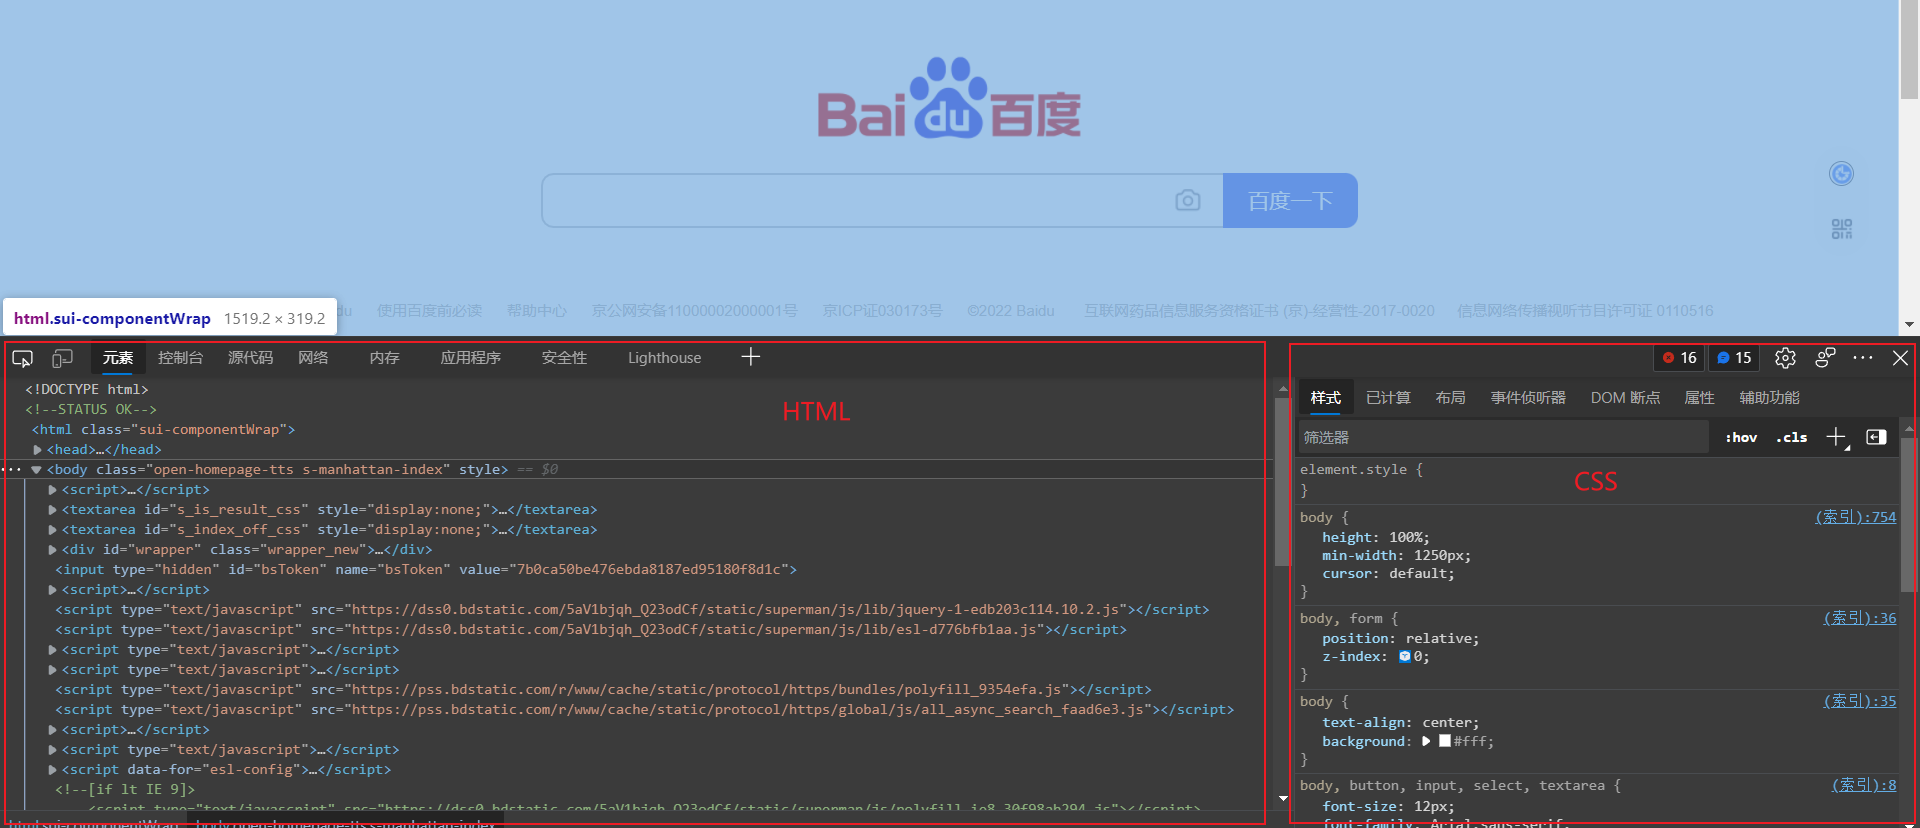 Bai du 百度
百度一下
du 使用百度前必读 帮助中心 京公网安备11000002000001号 京ICP证030173号 ©2022 Baidu 互联网药品信息服务资格证书 (京)-经营性-2017-0020 信息网络传播视听节目许可证 0110516
html.sui-componentWrap 1519.2 × 319.2
元素 控制台 源代码 网络 内存 应用程序 安全性 Lighthouse
HTML
<!DOCTYPE html>
<!--STATUS OK-->
<html class="sui-componentWrap">
<head>…</head>
<body class="open-homepage-tts s-manhattan-index" style> == $0
<script>…</script>
<textarea id="s_is_result_css" style="display:none;">…</textarea>
<textarea id="s_index_off_css" style="display:none;">…</textarea>
<div id="wrapper" class="wrapper_new">…</div>
<input type="hidden" id="bsToken" name="bsToken" value="7b0ca50be476ebda8187ed95180f8d1c">
<script>…</script>
<script type="text/javascript" src="https://dss0.bdstatic.com/5aV1bjqh_Q23odCf/static/superman/js/lib/jquery-1-edb203c114.10.2.js"></script>
<script type="text/javascript" src="https://dss0.bdstatic.com/5aV1bjqh_Q23odCf/static/superman/js/lib/esl-d776bfb1aa.js"></script>
<script type="text/javascript">…</script>
<script type="text/javascript">…</script>
<script type="text/javascript" src="https://pss.bdstatic.com/r/www/cache/static/protocol/https/bundles/polyfill_9354efa.js"></script>
<script type="text/javascript" src="https://pss.bdstatic.com/r/www/cache/static/protocol/https/global/js/all_async_search_faad6e3.js"></script>
<script>…</script>
<script type="text/javascript">…</script>
<script data-for="esl-config">…</script>
<!--[if lt IE 9]>
<script type="text/javascript" src="https://dss0.bdstatic.com/5aV1bjqh_Q23odCf/static/superman/js/polyfill-ie8-30f98ab294.js"></script>
html.sui-componentWrap body.open-homepage-tts.s-manhattan-index
16 15
样式 已计算 布局 事件侦听器 DOM 断点 属性 辅助功能
筛选器 :hov .cls
CSS
element.style {
}
body { (索引):754
height: 100%;
min-width: 1250px;
cursor: default;
}
body, form { (索引):36
position: relative;
z-index: 0;
}
body { (索引):35
text-align: center;
background: #fff;
}
body, button, input, select, textarea { (索引):8
font-size: 12px;
font-family: Arial,sans-serif;